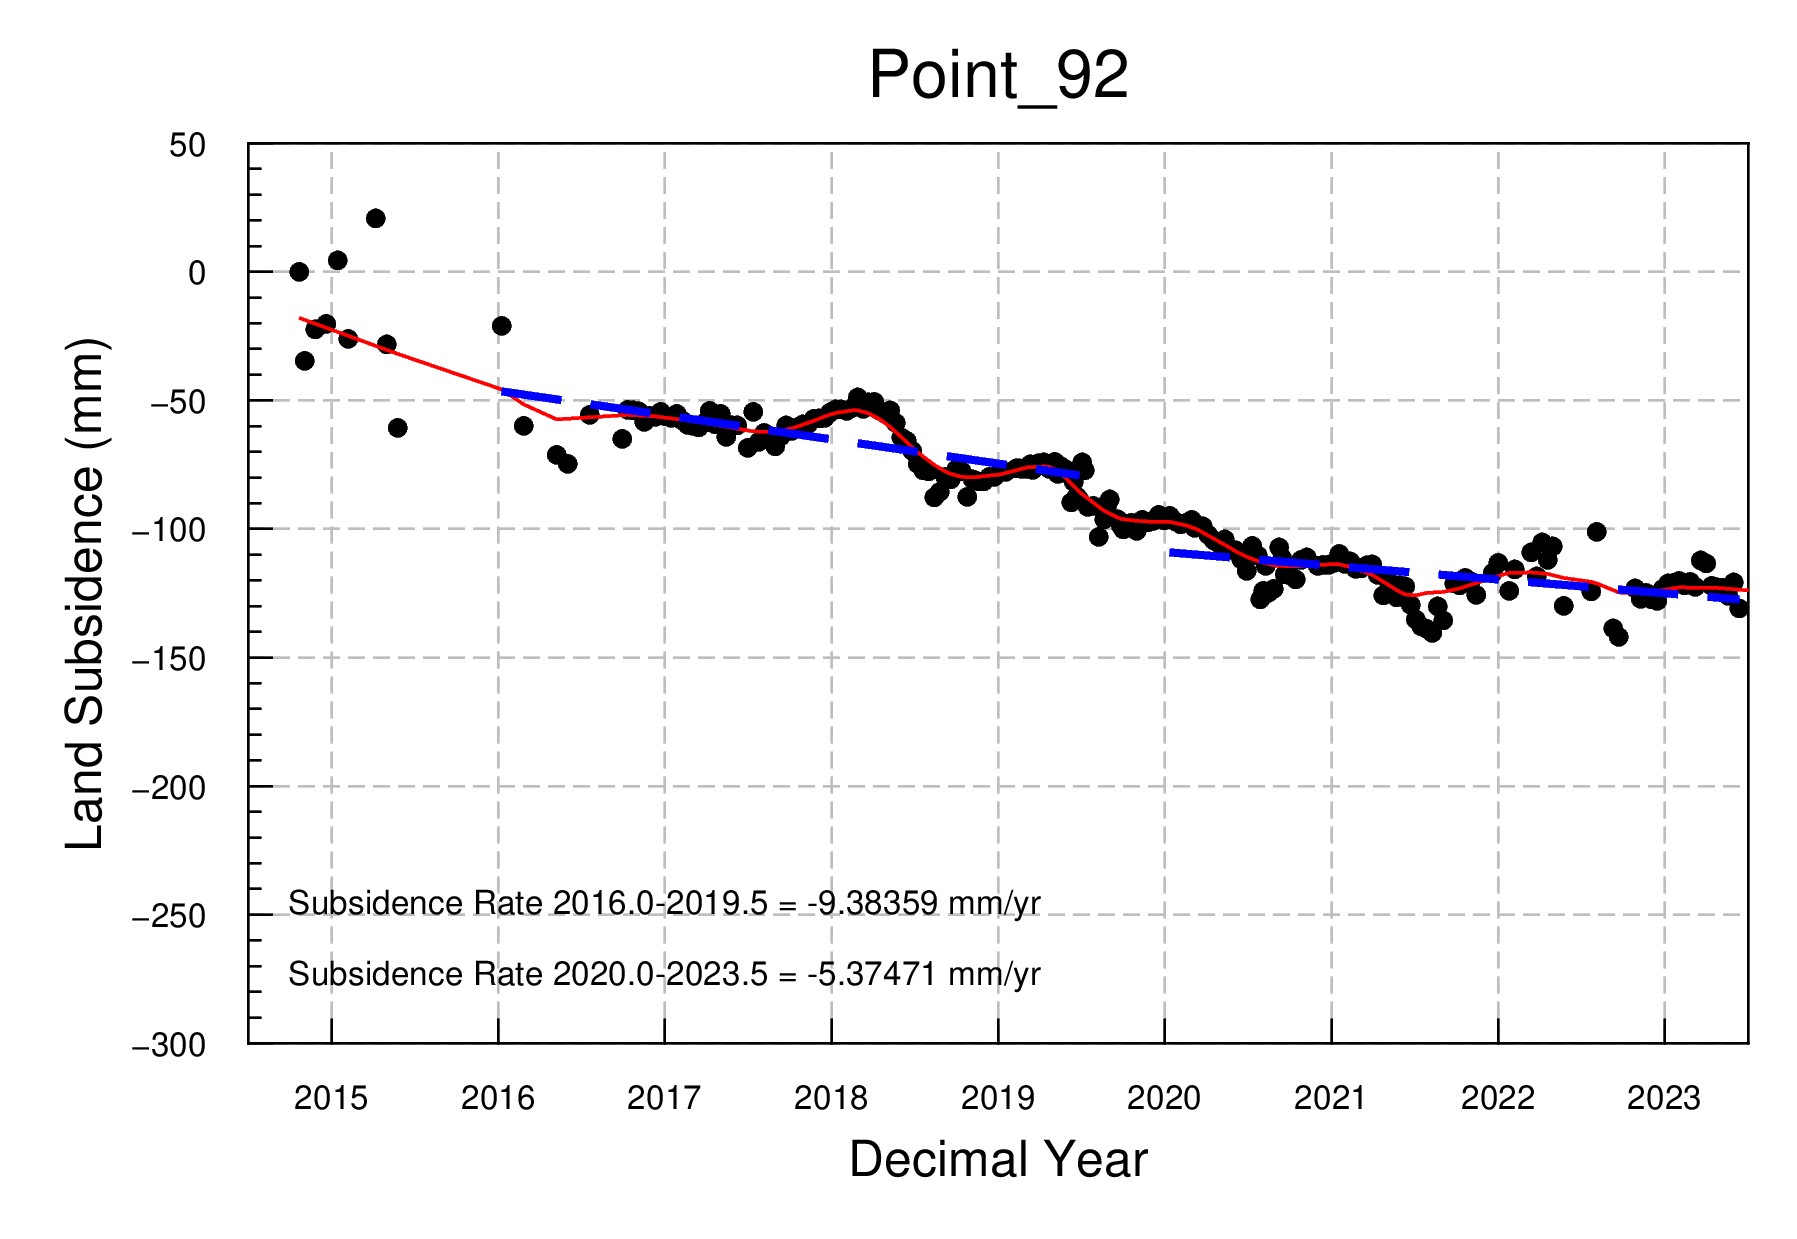 Point_92
50
0
−50
−100
−150
−200
−250
−300
Land Subsidence (mm)
Subsidence Rate 2016.0-2019.5 = -9.38359 mm/yr
Subsidence Rate 2020.0-2023.5 = -5.37471 mm/yr
2015 2016 2017 2018 2019 2020 2021 2022 2023
Decimal Year